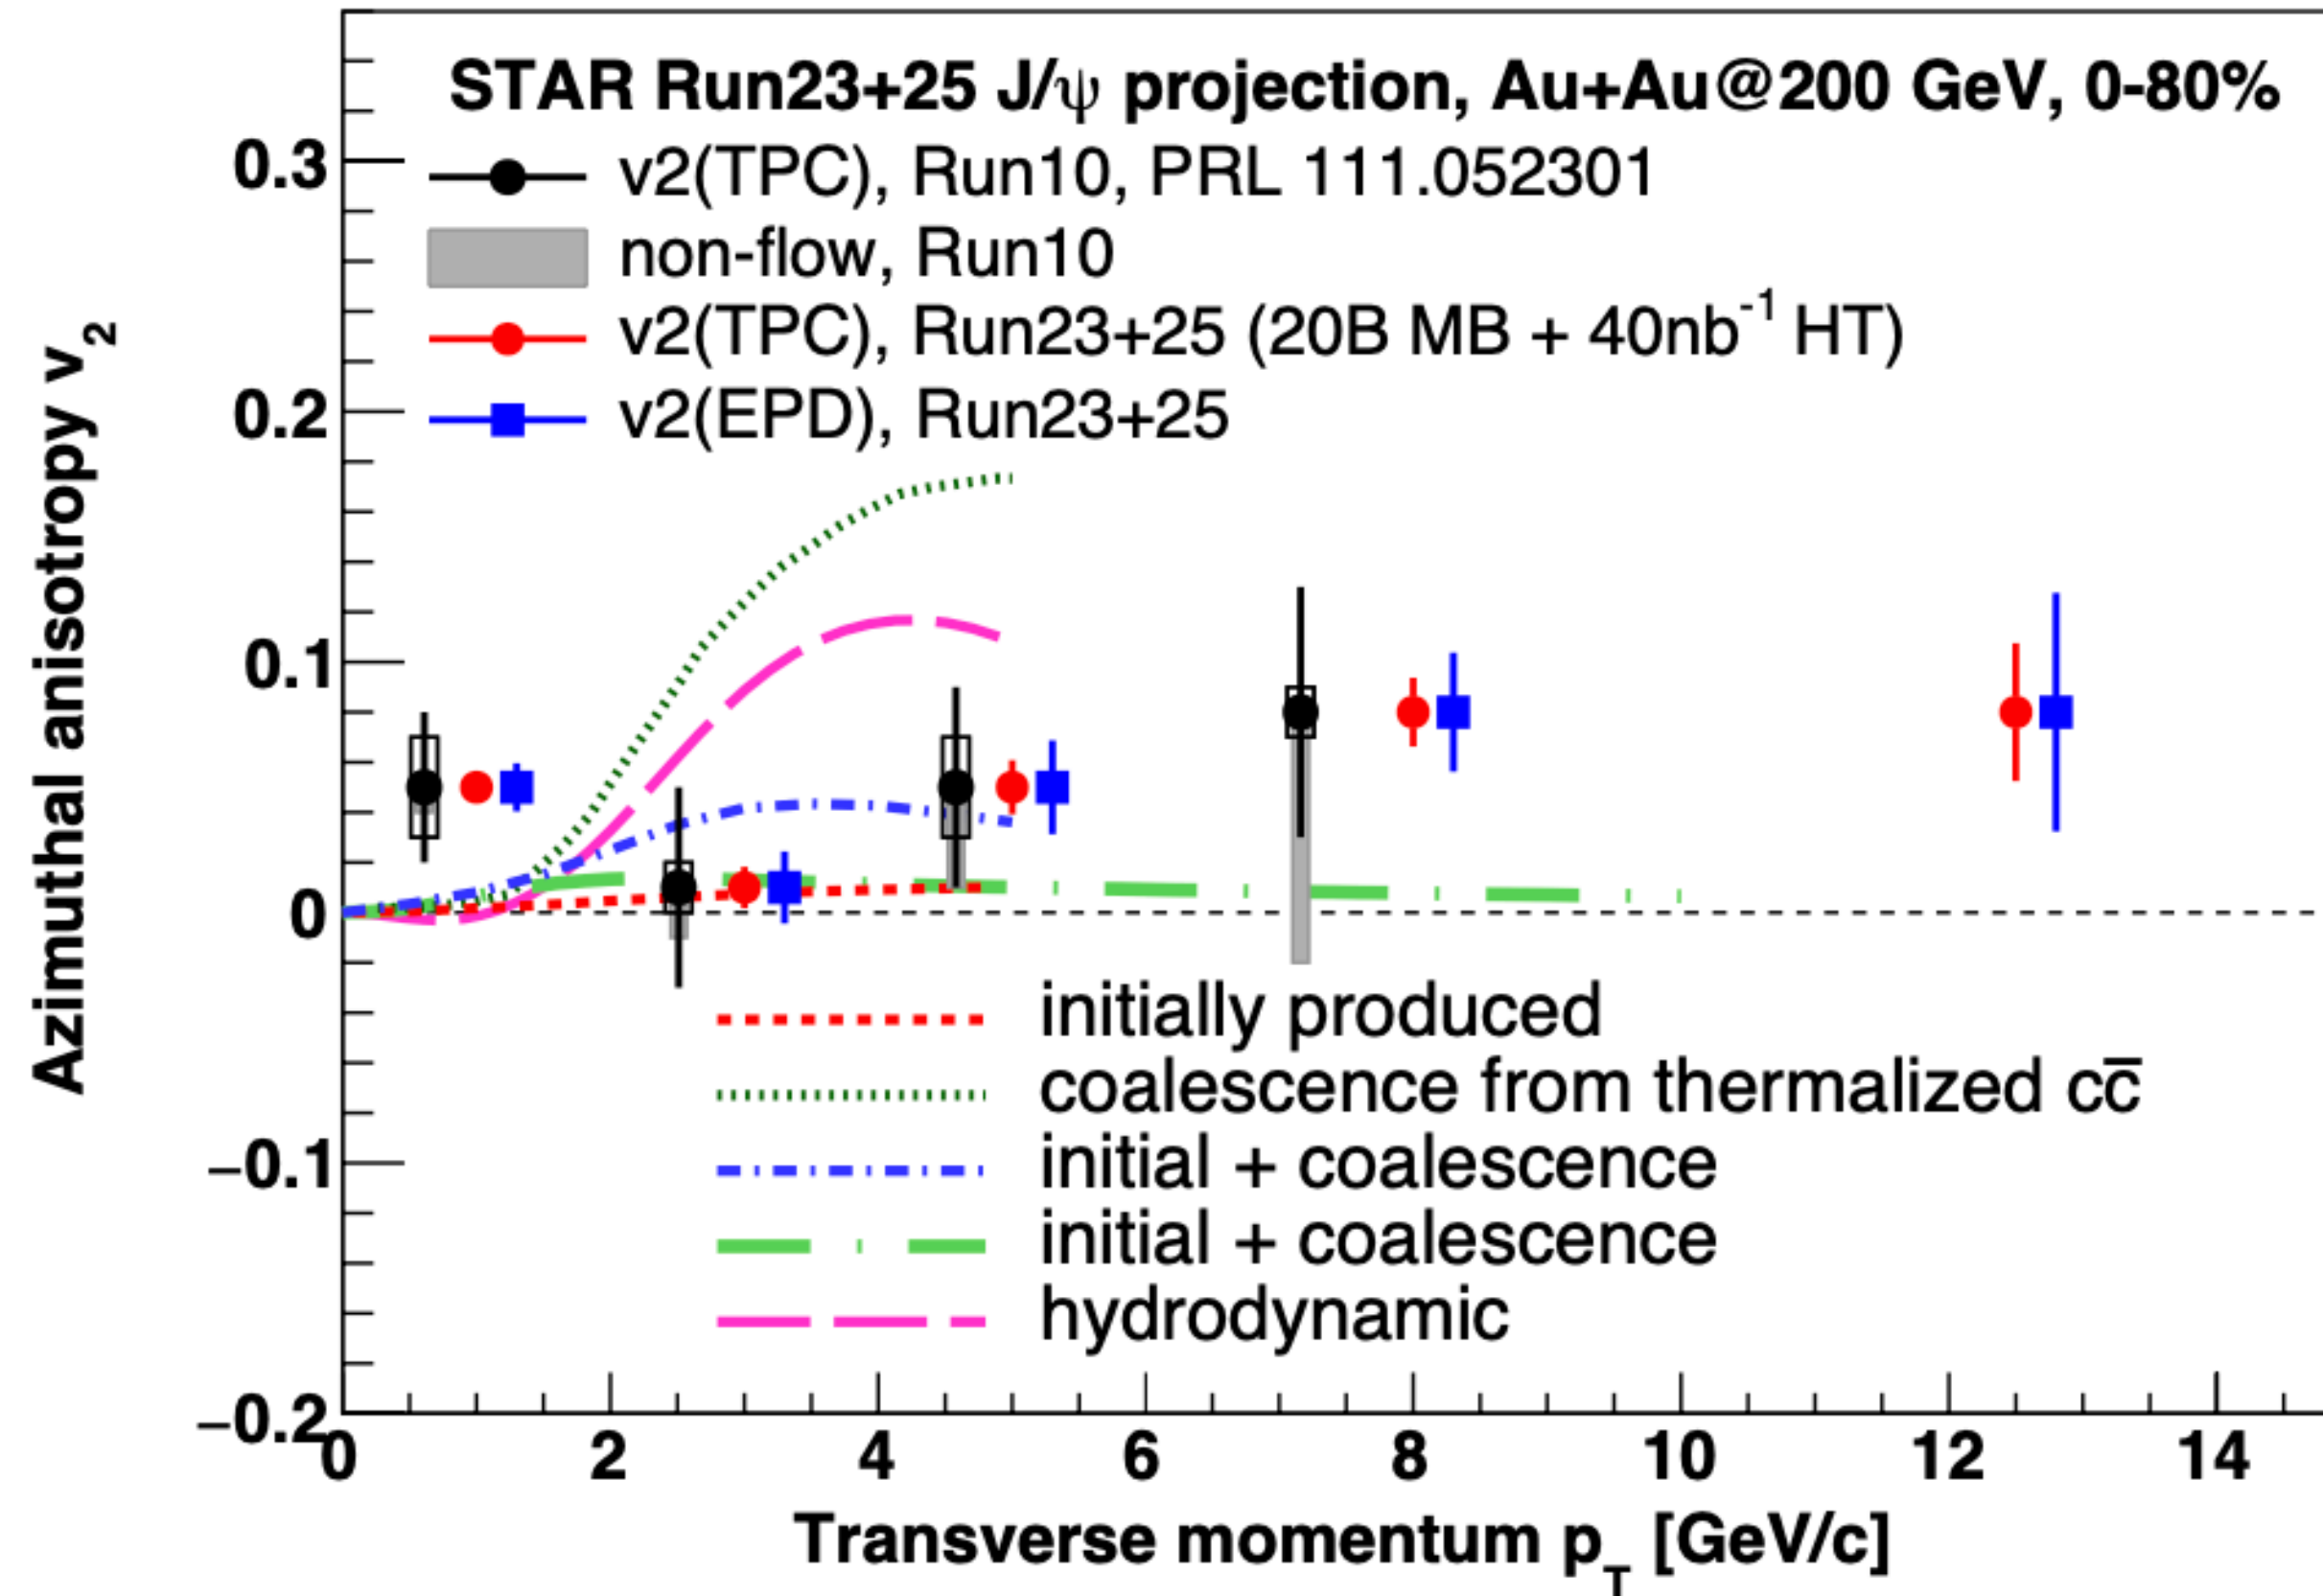 STAR Run23+25 J/ψ projection, Au+Au@200 GeV, 0-80%
v2(TPC), Run10, PRL 111.052301
non-flow, Run10
v2(TPC), Run23+25 (20B MB + 40nb⁻¹ HT)
v2(EPD), Run23+25
Azimuthal anisotropy v₂
0.3
0.2
0.1
0
−0.1
−0.2
initially produced
coalescence from thermalized cc̅
initial + coalescence
initial + coalescence
hydrodynamic
0 2 4 6 8 10 12 14
Transverse momentum p_T [GeV/c]